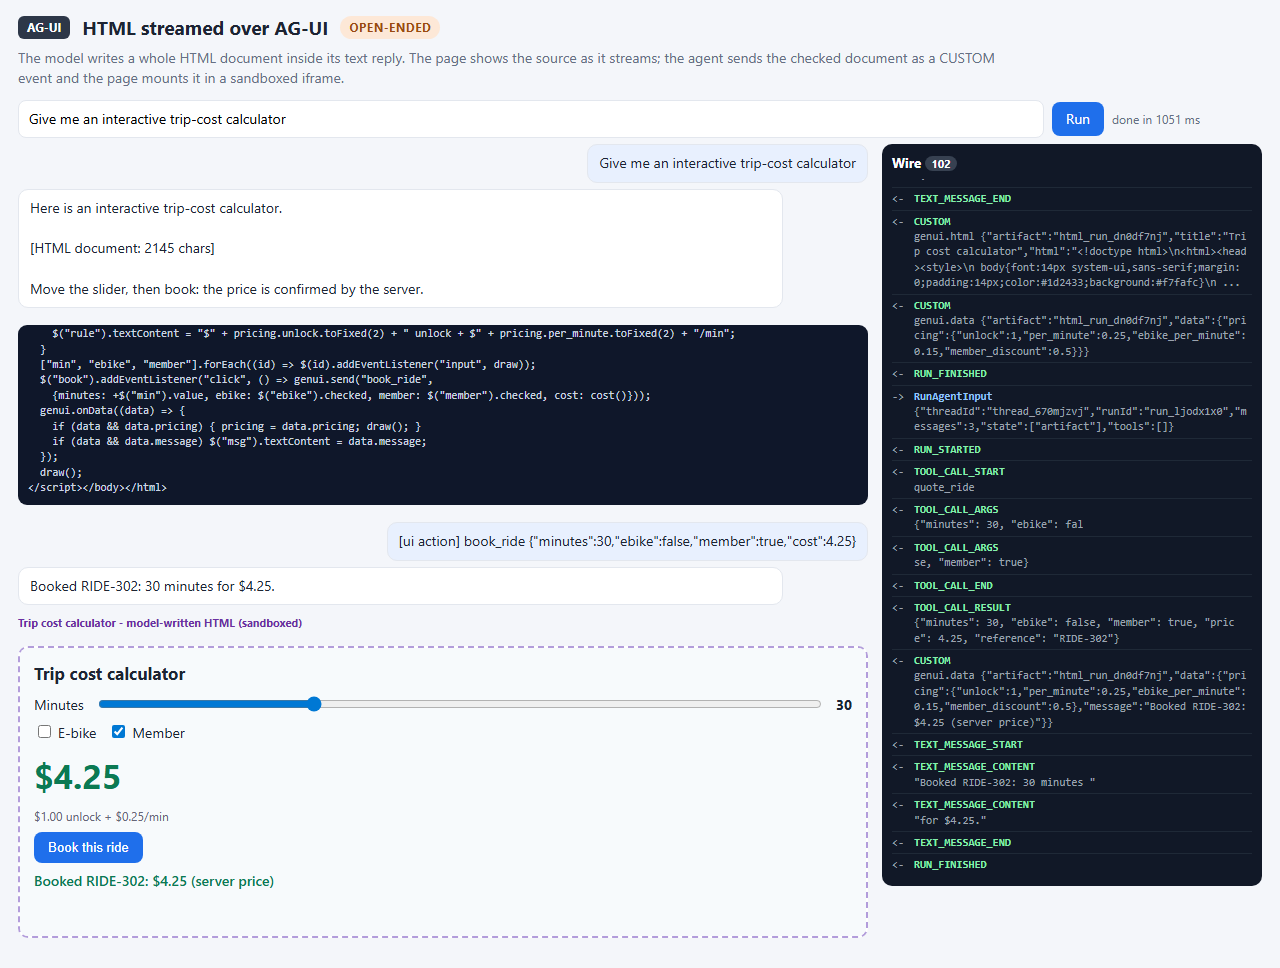 AG-UI HTML streamed over AG-UI OPEN-ENDED
The model writes a whole HTML document inside its text reply. The page shows the source as it streams; the agent sends the checked document as a CUSTOM
event and the page mounts it in a sandboxed iframe.
Give me an interactive trip-cost calculator
Run
done in 1051 ms
Give me an interactive trip-cost calculator
Here is an interactive trip-cost calculator.
[HTML document: 2145 chars]
Move the slider, then book: the price is confirmed by the server.
$("rule").textContent = "$" + pricing.unlock.toFixed(2) + " unlock + $" + pricing.per_minute.toFixed(2) + "/min";
}
["min", "ebike", "member"].forEach((id) => $(id).addEventListener("input", draw));
$("book").addEventListener("click", () => genui.send("book_ride",
{minutes: +$("min").value, ebike: $("ebike").checked, member: $("member").checked, cost: cost()}));
genui.onData((data) => {
if (data && data.pricing) { pricing = data.pricing; draw(); }
if (data && data.message) $("msg").textContent = data.message;
});
draw();
</script></body></html>
[ui action] book_ride {"minutes":30,"ebike":false,"member":true,"cost":4.25}
Booked RIDE-302: 30 minutes for $4.25.
Trip cost calculator - model-written HTML (sandboxed)
Trip cost calculator
Minutes 30
E-bike Member
$4.25
$1.00 unlock + $0.25/min
Book this ride
Booked RIDE-302: $4.25 (server price)
Wire 102
<- TEXT_MESSAGE_END
<- CUSTOM
genui.html {"artifact":"html_run_dn0df7nj","title":"Tri
p cost calculator","html":"<!doctype html>\n<html><head
><style>\n body{font:14px system-ui,sans-serif;margin:
0;padding:14px;color:#1d2433;background:#f7fafc}\n ...
<- CUSTOM
genui.data {"artifact":"html_run_dn0df7nj","data":{"pri
cing":{"unlock":1,"per_minute":0.25,"ebike_per_minute":
0.15,"member_discount":0.5}}}
<- RUN_FINISHED
-> RunAgentInput
{"threadId":"thread_670mjzvj","runId":"run_ljodx1x0","m
essages":3,"state":["artifact"],"tools":[]}
<- RUN_STARTED
<- TOOL_CALL_START
quote_ride
<- TOOL_CALL_ARGS
{"minutes": 30, "ebike": fal
<- TOOL_CALL_ARGS
se, "member": true}
<- TOOL_CALL_END
<- TOOL_CALL_RESULT
{"minutes": 30, "ebike": false, "member": true, "pric
e": 4.25, "reference": "RIDE-302"}
<- CUSTOM
genui.data {"artifact":"html_run_dn0df7nj","data":{"pri
cing":{"unlock":1,"per_minute":0.25,"ebike_per_minute":
0.15,"member_discount":0.5},"message":"Booked RIDE-302:
$4.25 (server price)"}}
<- TEXT_MESSAGE_START
<- TEXT_MESSAGE_CONTENT
"Booked RIDE-302: 30 minutes "
<- TEXT_MESSAGE_CONTENT
"for $4.25."
<- TEXT_MESSAGE_END
<- RUN_FINISHED